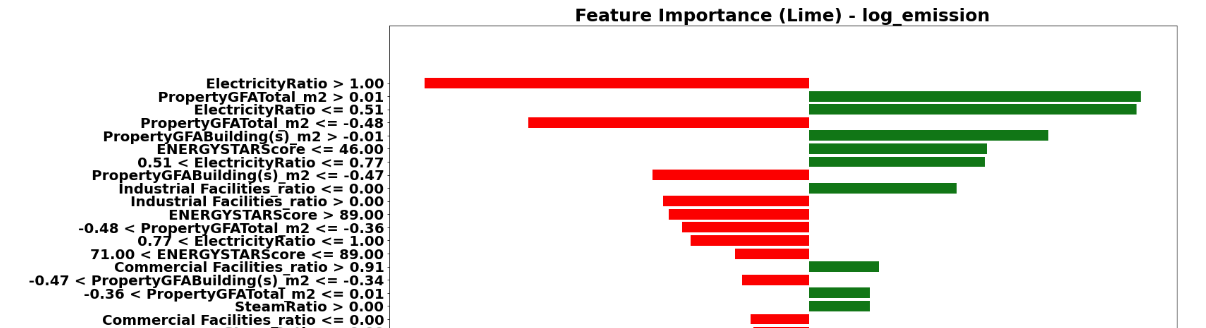 Feature Importance (Lime) - log_emission
ElectricityRatio > 1.00
PropertyGFATotal_m2 > 0.01
ElectricityRatio <= 0.51
PropertyGFATotal_m2 <= -0.48
PropertyGFABuilding(s)_m2 > -0.01
ENERGYSTARScore <= 46.00
0.51 < ElectricityRatio <= 0.77
PropertyGFABuilding(s)_m2 <= -0.47
Industrial Facilities_ratio <= 0.00
Industrial Facilities_ratio > 0.00
ENERGYSTARScore > 89.00
-0.48 < PropertyGFATotal_m2 <= -0.36
0.77 < ElectricityRatio <= 1.00
71.00 < ENERGYSTARScore <= 89.00
Commercial Facilities_ratio > 0.91
-0.47 < PropertyGFABuilding(s)_m2 <= -0.34
-0.36 < PropertyGFATotal_m2 <= 0.01
SteamRatio > 0.00
Commercial Facilities_ratio <= 0.00